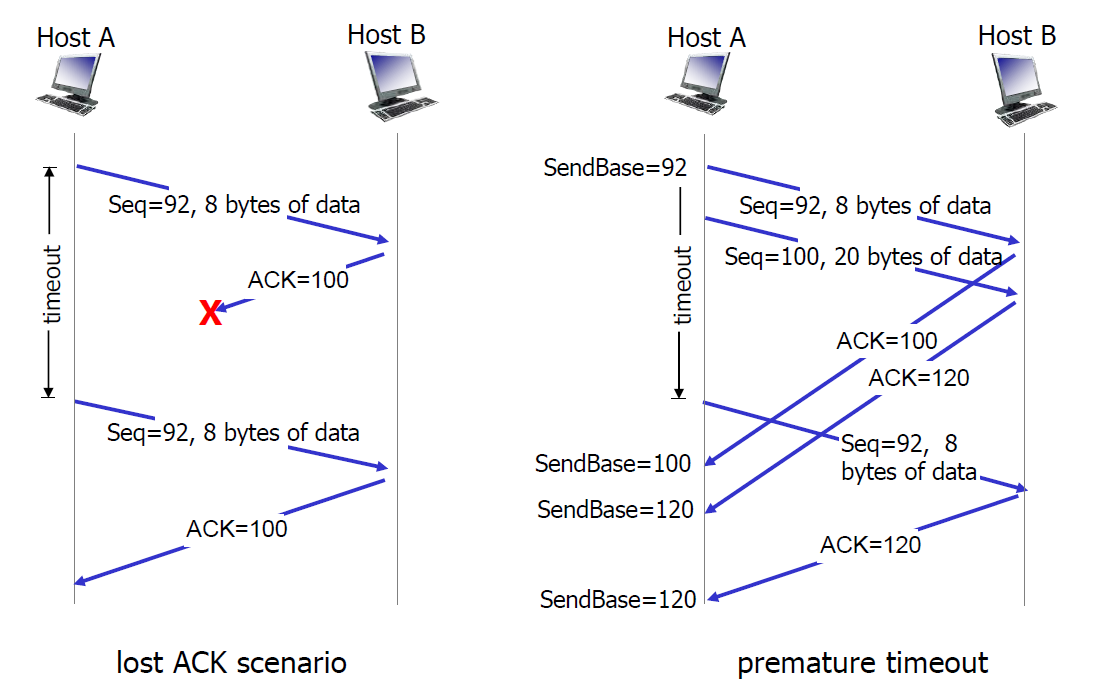 Host A
Host B
timeout
Seq=92, 8 bytes of data
ACK=100
X
Seq=92, 8 bytes of data
ACK=100
lost ACK scenario
Host A
Host B
SendBase=92
timeout
Seq=92, 8 bytes of data
Seq=100, 20 bytes of data
ACK=100
ACK=120
Seq=92, 8
bytes of data
SendBase=100
SendBase=120
ACK=120
SendBase=120
premature timeout